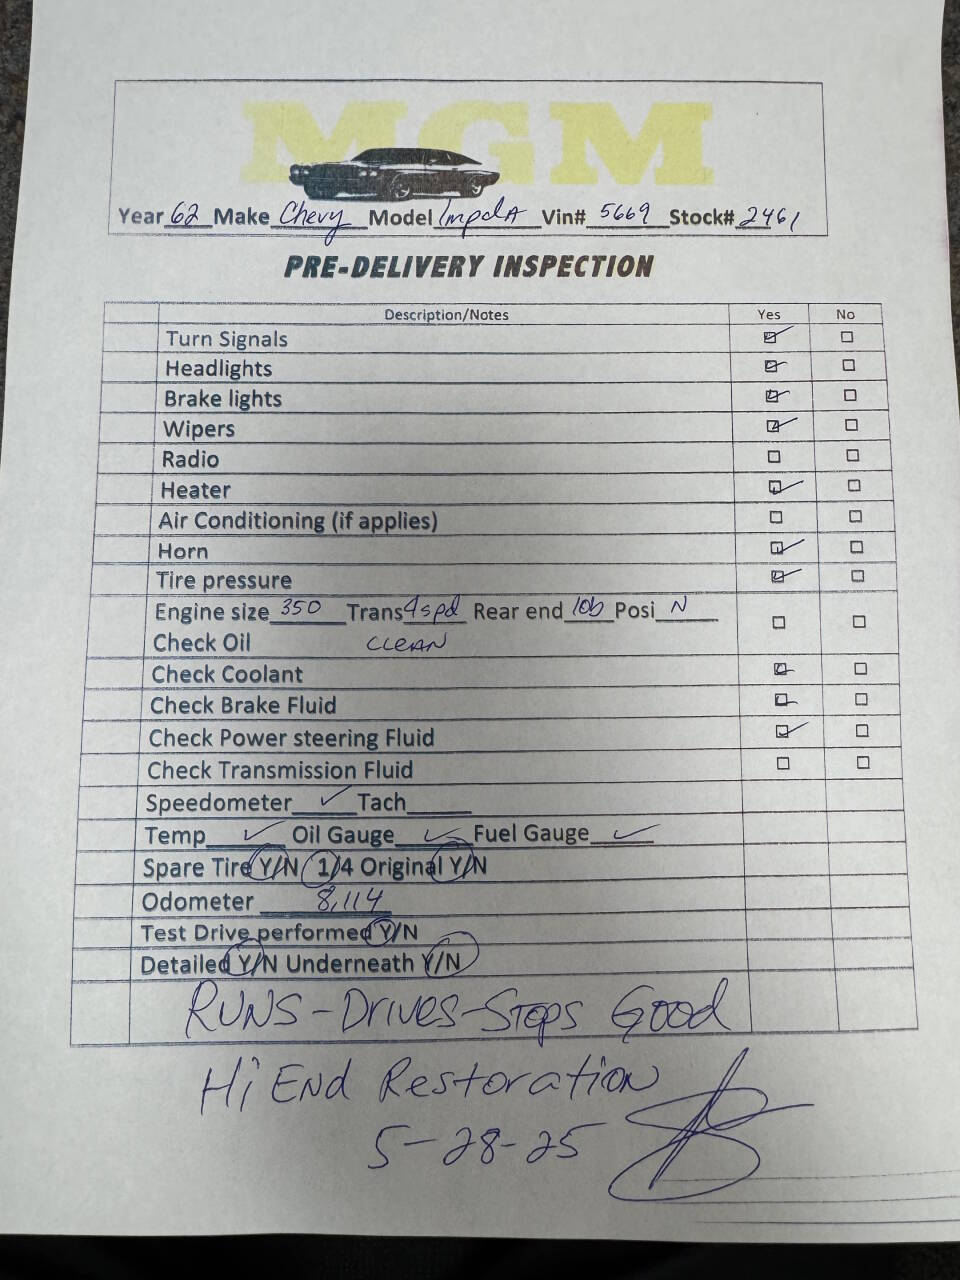 MGM
Year 62 Make Chevy Model ImpalA Vin# 5669 Stock# 2461
PRE-DELIVERY INSPECTION
Description/Notes Yes No
Turn Signals
Headlights
Brake lights
Wipers
Radio
Heater
Air Conditioning (if applies)
Horn
Tire pressure
Engine size 350 Trans 4spd Rear end 10b Posi N
Check Oil CLEAN
Check Coolant
Check Brake Fluid
Check Power steering Fluid
Check Transmission Fluid
Speedometer Tach
Temp Oil Gauge Fuel Gauge
Spare Tire Y/N 1/4 Original Y/N
Odometer 8,114
Test Drive performed Y/N
Detailed Y/N Underneath Y/N
RUNS-Drives-Stops Good
Hi End Restoration
5-28-25